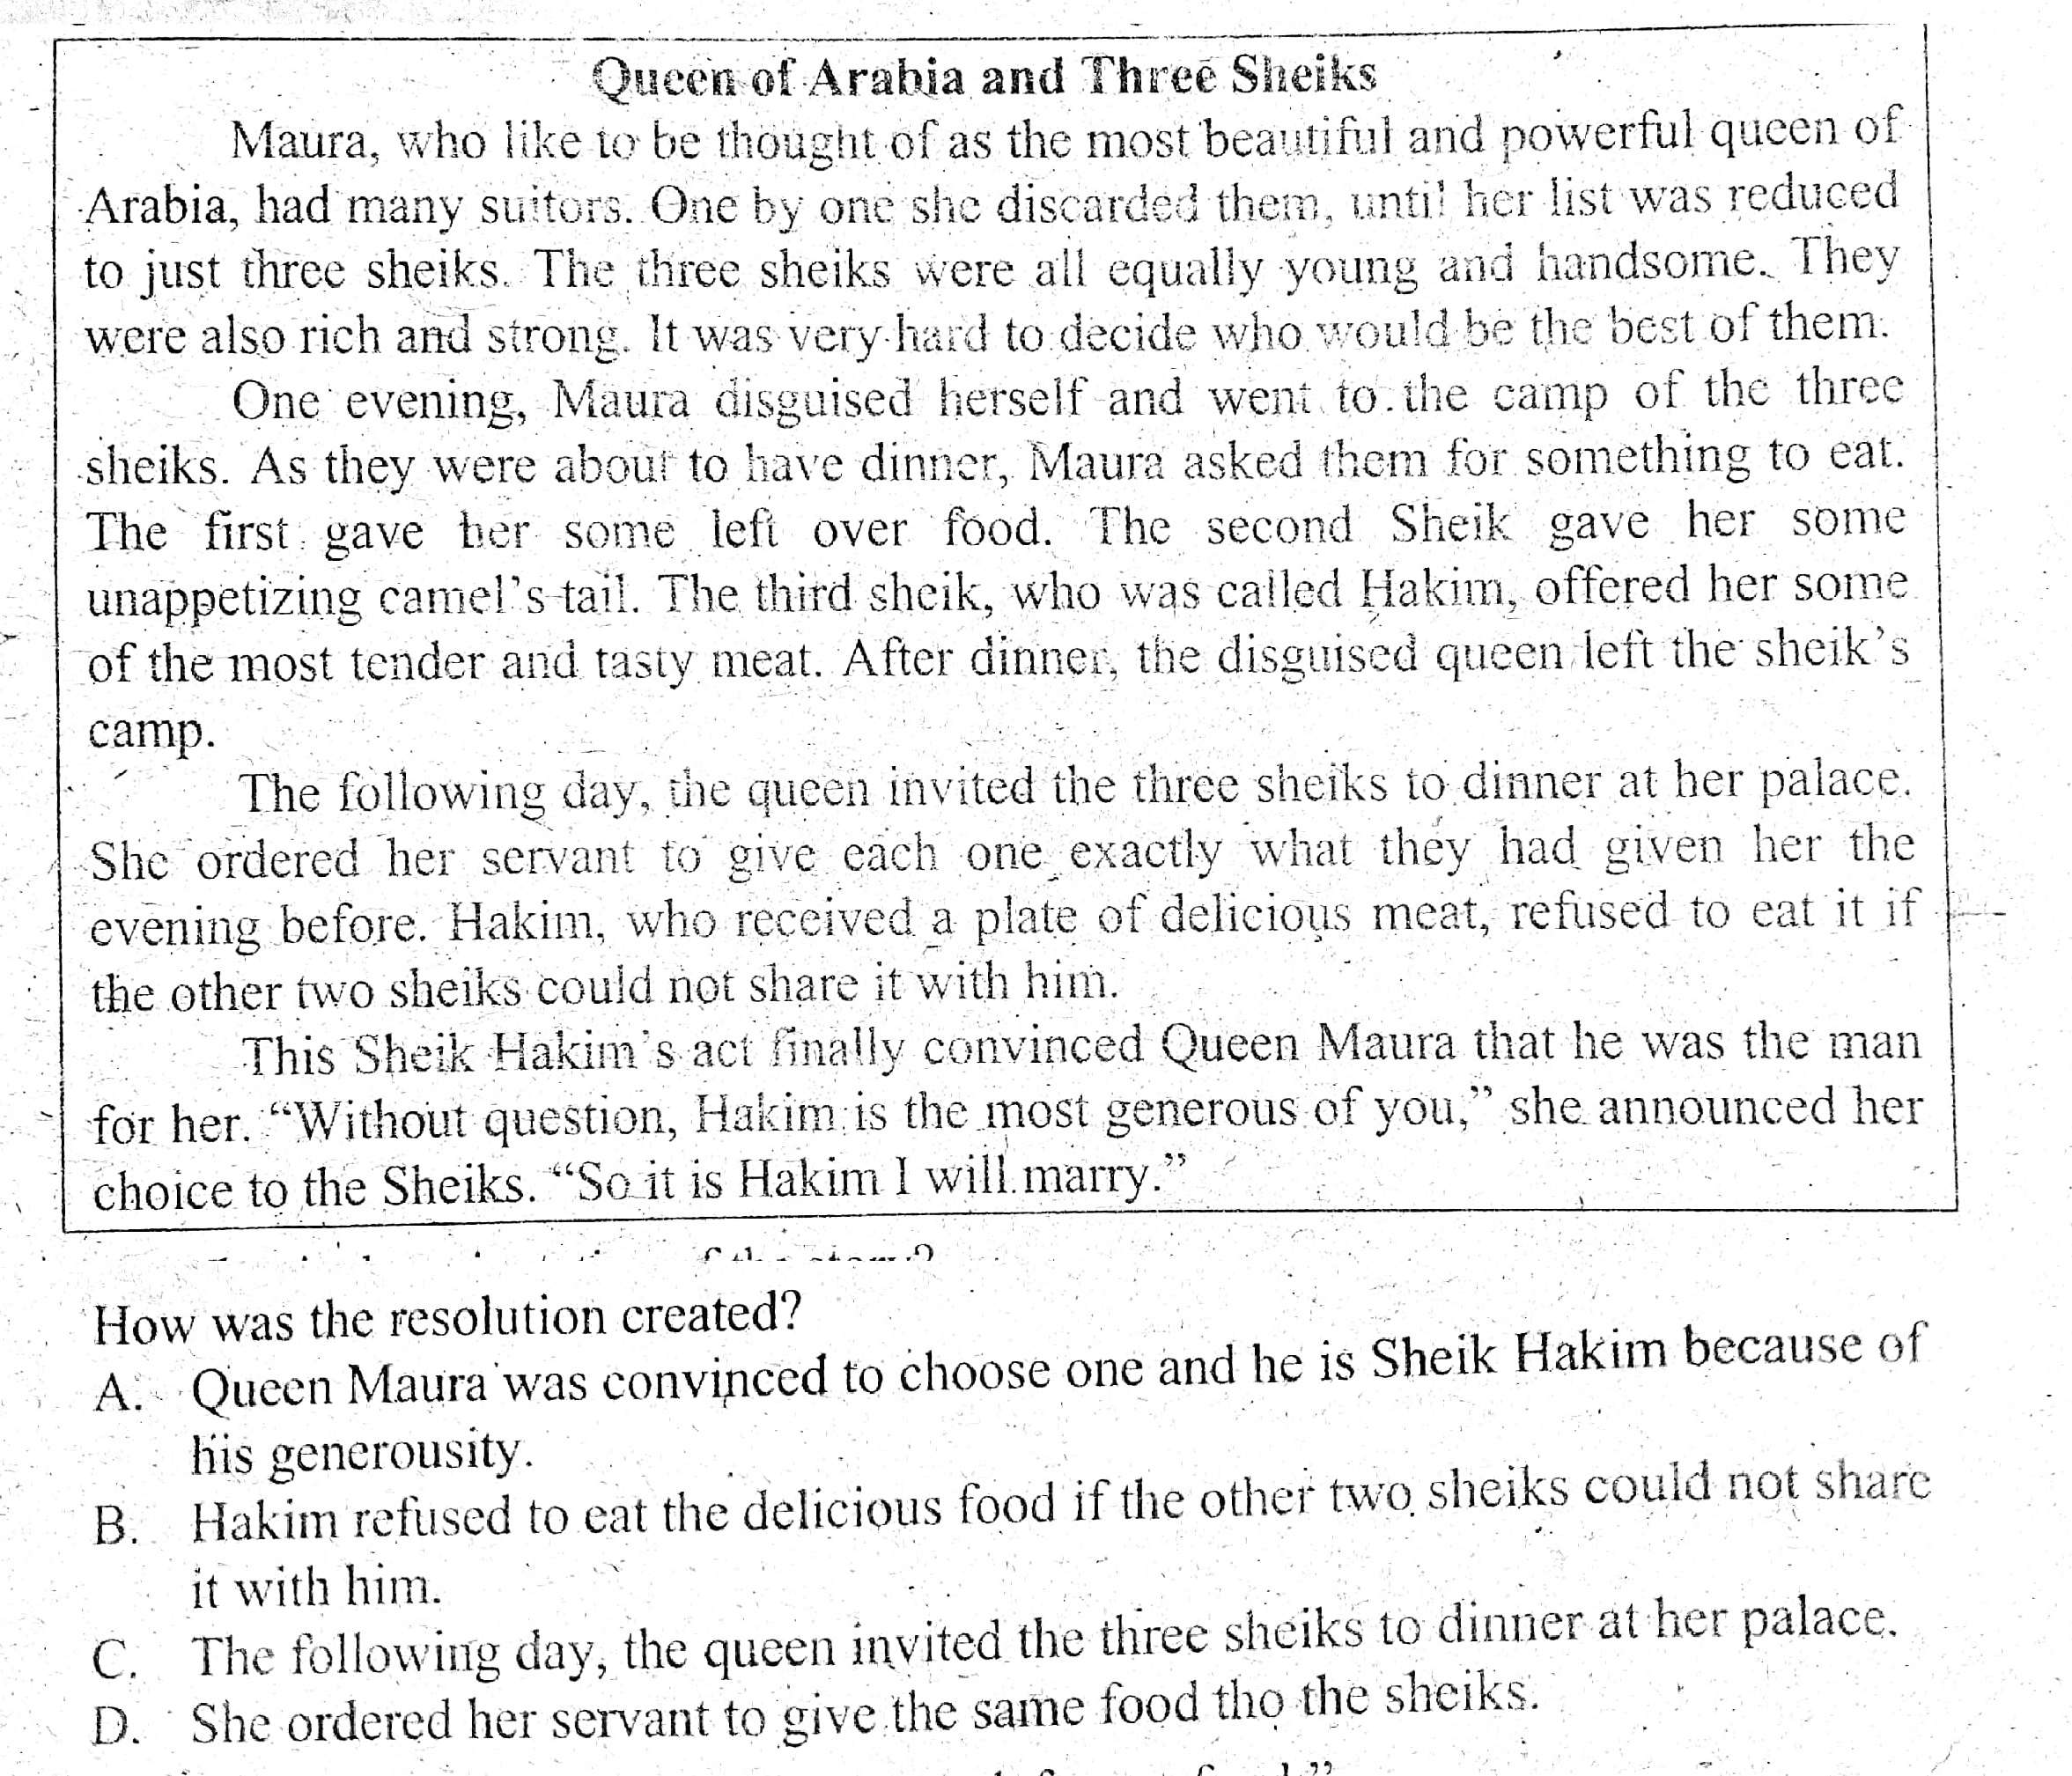 Queen of Arabia and Three Sheiks
Maura, who like to be thought of as the most beautiful and powerful queen of
Arabia, had many suitors. One by one she discarded them, until her list was reduced
to just three sheiks. The three sheiks were all equally young and handsome. They
were also rich and strong. It was very hard to decide who would be the best of them.
One evening, Maura disguised herself and went to the camp of the three
sheiks. As they were about to have dinner, Maura asked them for something to eat.
The first gave her some left over food. The second Sheik gave her some
unappetizing camel's tail. The third sheik, who was called Hakim, offered her some
of the most tender and tasty meat. After dinner, the disguised queen left the sheik's
camp.
The following day, the queen invited the three sheiks to dinner at her palace.
She ordered her servant to give each one exactly what they had given her the
evening before. Hakim, who received a plate of delicious meat, refused to eat it if
the other two sheiks could not share it with him.
This Sheik Hakim's act finally convinced Queen Maura that he was the man
for her. "Without question, Hakim is the most generous of you," she announced her
choice to the Sheiks. "So it is Hakim I will marry."
of the story?
How was the resolution created?
A. Queen Maura was convinced to choose one and he is Sheik Hakim because of
his generousity.
B. Hakim refused to eat the delicious food if the other two sheiks could not share
it with him.
C. The following day, the queen invited the three sheiks to dinner at her palace.
D. She ordered her servant to give the same food tho the sheiks.